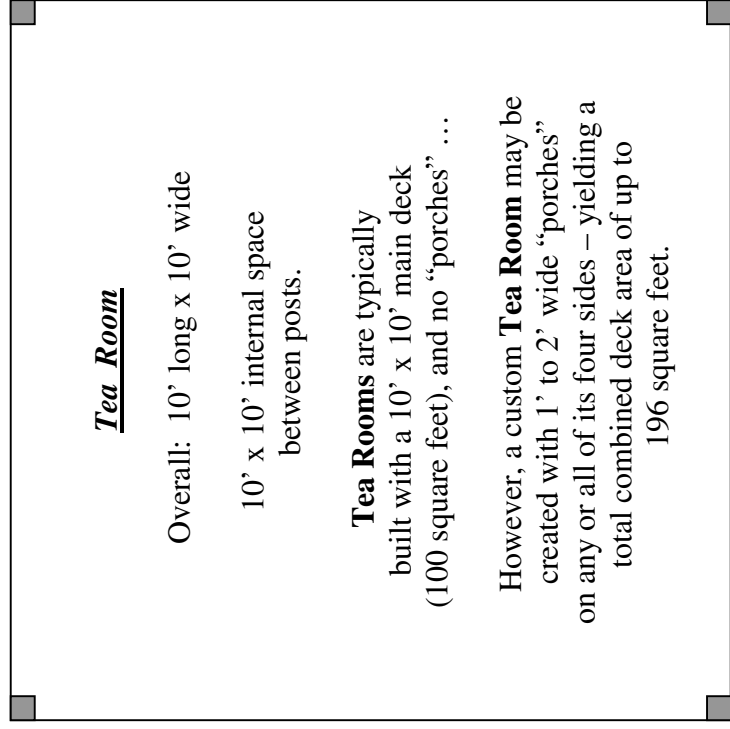 Tea Room
Overall:  10’ long x 10’ wide
10’ x 10’ internal space
between posts.
Tea Rooms are typically
built with a 10’ x 10’ main deck
(100 square feet), and no “porches” …
However, a custom Tea Room may be
created with 1‘ to 2’ wide “porches”
on any or all of its four sides – yielding a
total combined deck area of up to
196 square feet.